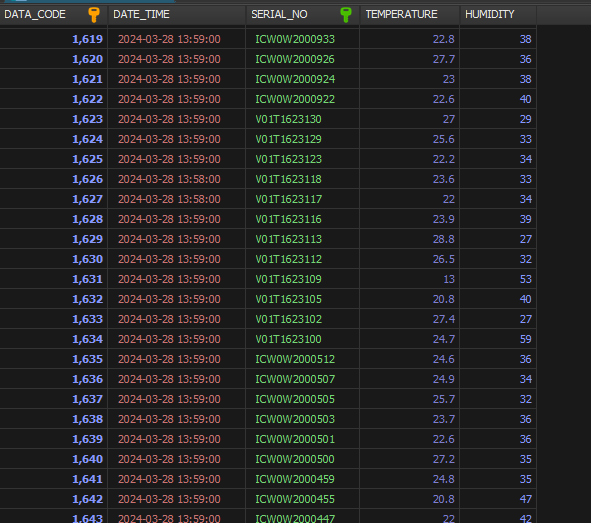 DATA_CODE DATE_TIME SERIAL_NO TEMPERATURE HUMIDITY
1,619 2024-03-28 13:59:00 ICW0W2000933 22.8 38
1,620 2024-03-28 13:59:00 ICW0W2000926 27.7 36
1,621 2024-03-28 13:59:00 ICW0W2000924 23 38
1,622 2024-03-28 13:59:00 ICW0W2000922 22.6 40
1,623 2024-03-28 13:59:00 V01T1623130 27 29
1,624 2024-03-28 13:59:00 V01T1623129 25.6 33
1,625 2024-03-28 13:59:00 V01T1623123 22.2 34
1,626 2024-03-28 13:58:00 V01T1623118 23.6 33
1,627 2024-03-28 13:58:00 V01T1623117 22 34
1,628 2024-03-28 13:59:00 V01T1623116 23.9 39
1,629 2024-03-28 13:59:00 V01T1623113 28.8 27
1,630 2024-03-28 13:59:00 V01T1623112 26.5 32
1,631 2024-03-28 13:59:00 V01T1623109 13 53
1,632 2024-03-28 13:59:00 V01T1623105 20.8 40
1,633 2024-03-28 13:59:00 V01T1623102 27.4 27
1,634 2024-03-28 13:59:00 V01T1623100 24.7 59
1,635 2024-03-28 13:59:00 ICW0W2000512 24.6 36
1,636 2024-03-28 13:59:00 ICW0W2000507 24.9 34
1,637 2024-03-28 13:59:00 ICW0W2000505 25.7 32
1,638 2024-03-28 13:59:00 ICW0W2000503 23.7 36
1,639 2024-03-28 13:59:00 ICW0W2000501 22.6 36
1,640 2024-03-28 13:59:00 ICW0W2000500 27.2 35
1,641 2024-03-28 13:59:00 ICW0W2000459 24.8 35
1,642 2024-03-28 13:59:00 ICW0W2000455 20.8 47
1,643 2024-03-28 13:59:00 ICW0W2000447 22 42